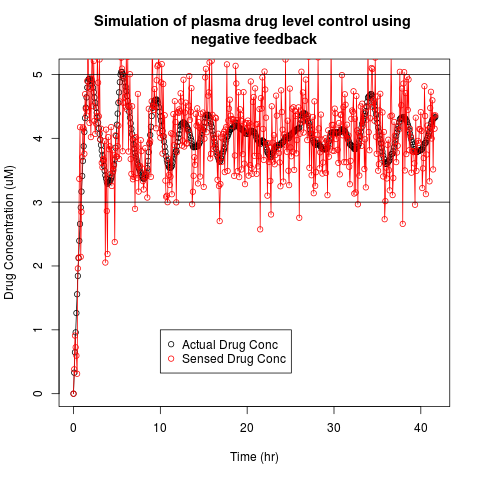 Simulation of plasma drug level control using
negative feedback
Drug Concentration (uM)
5
4
3
2
1
0
Actual Drug Conc
Sensed Drug Conc
0 10 20 30 40
Time (hr)